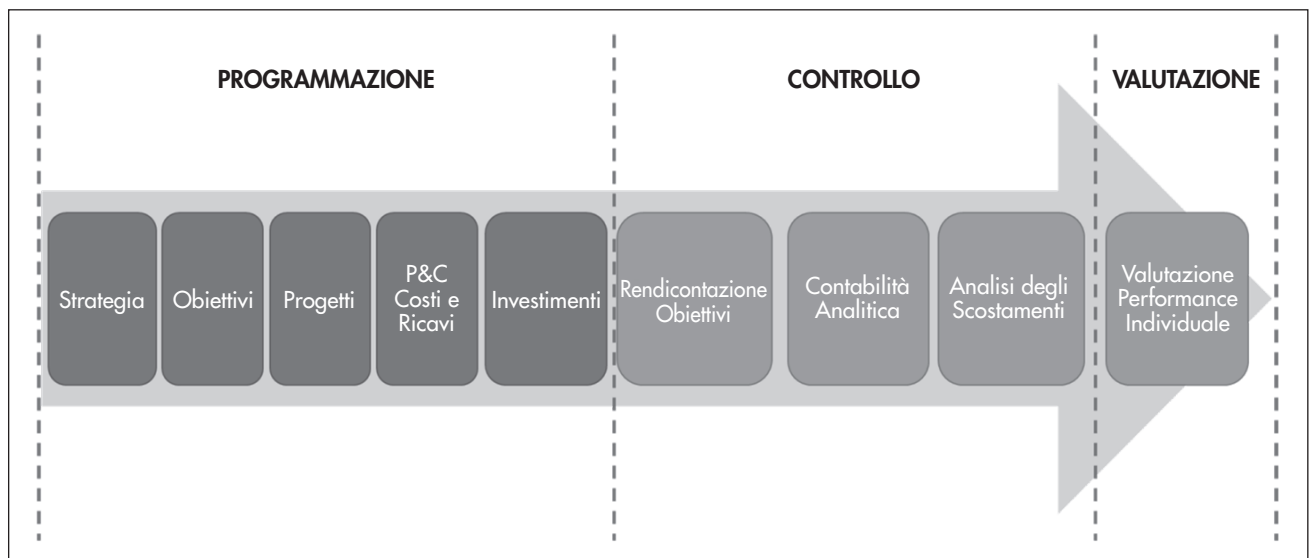 PROGRAMMAZIONE
CONTROLLO
VALUTAZIONE
Strategia
Obiettivi
Progetti
P&C
Costi e
Ricavi
Investimenti
Rendicontazione
Obiettivi
Contabilità
Analitica
Analisi degli
Scostamenti
Valutazione
Performance
Individuale